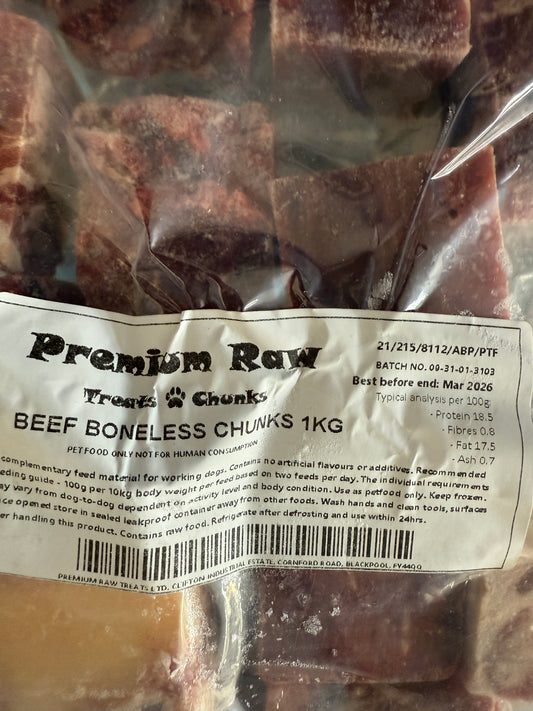 Premium Raw
Treats Chunks
BEEF BONELESS CHUNKS 1KG
PETFOOD ONLY NOT FOR HUMAN CONSUMPTION
21/215/8112/ABP/PTF
BATCH NO. 09-31-01-3103
Best before end: Mar 2026
Typical analysis per 100g:
- Protein 18.5
- Fibres 0.8
- Fat 17.5
- Ash 0.7
complementary feed material for working dogs. Contains no artificial flavours or additives. Recommended
eding guide - 100g per 10kg body weight per feed based on two feeds per day. The individual requirements
ay vary from dog-to-dog dependent on activity level and body condition. Use as petfood only. Keep frozen.
ce opened store in sealed leakproof container away from other foods. Wash hands and clean tools, surfaces
er handling this product. Contains raw food. Refrigerate after defrosting and use within 24hrs.
PREMIUM RAW TREATS LTD, CLIFTON INDUSTRIAL ESTATE, CORNFORD ROAD, BLACKPOOL, FY44QQ